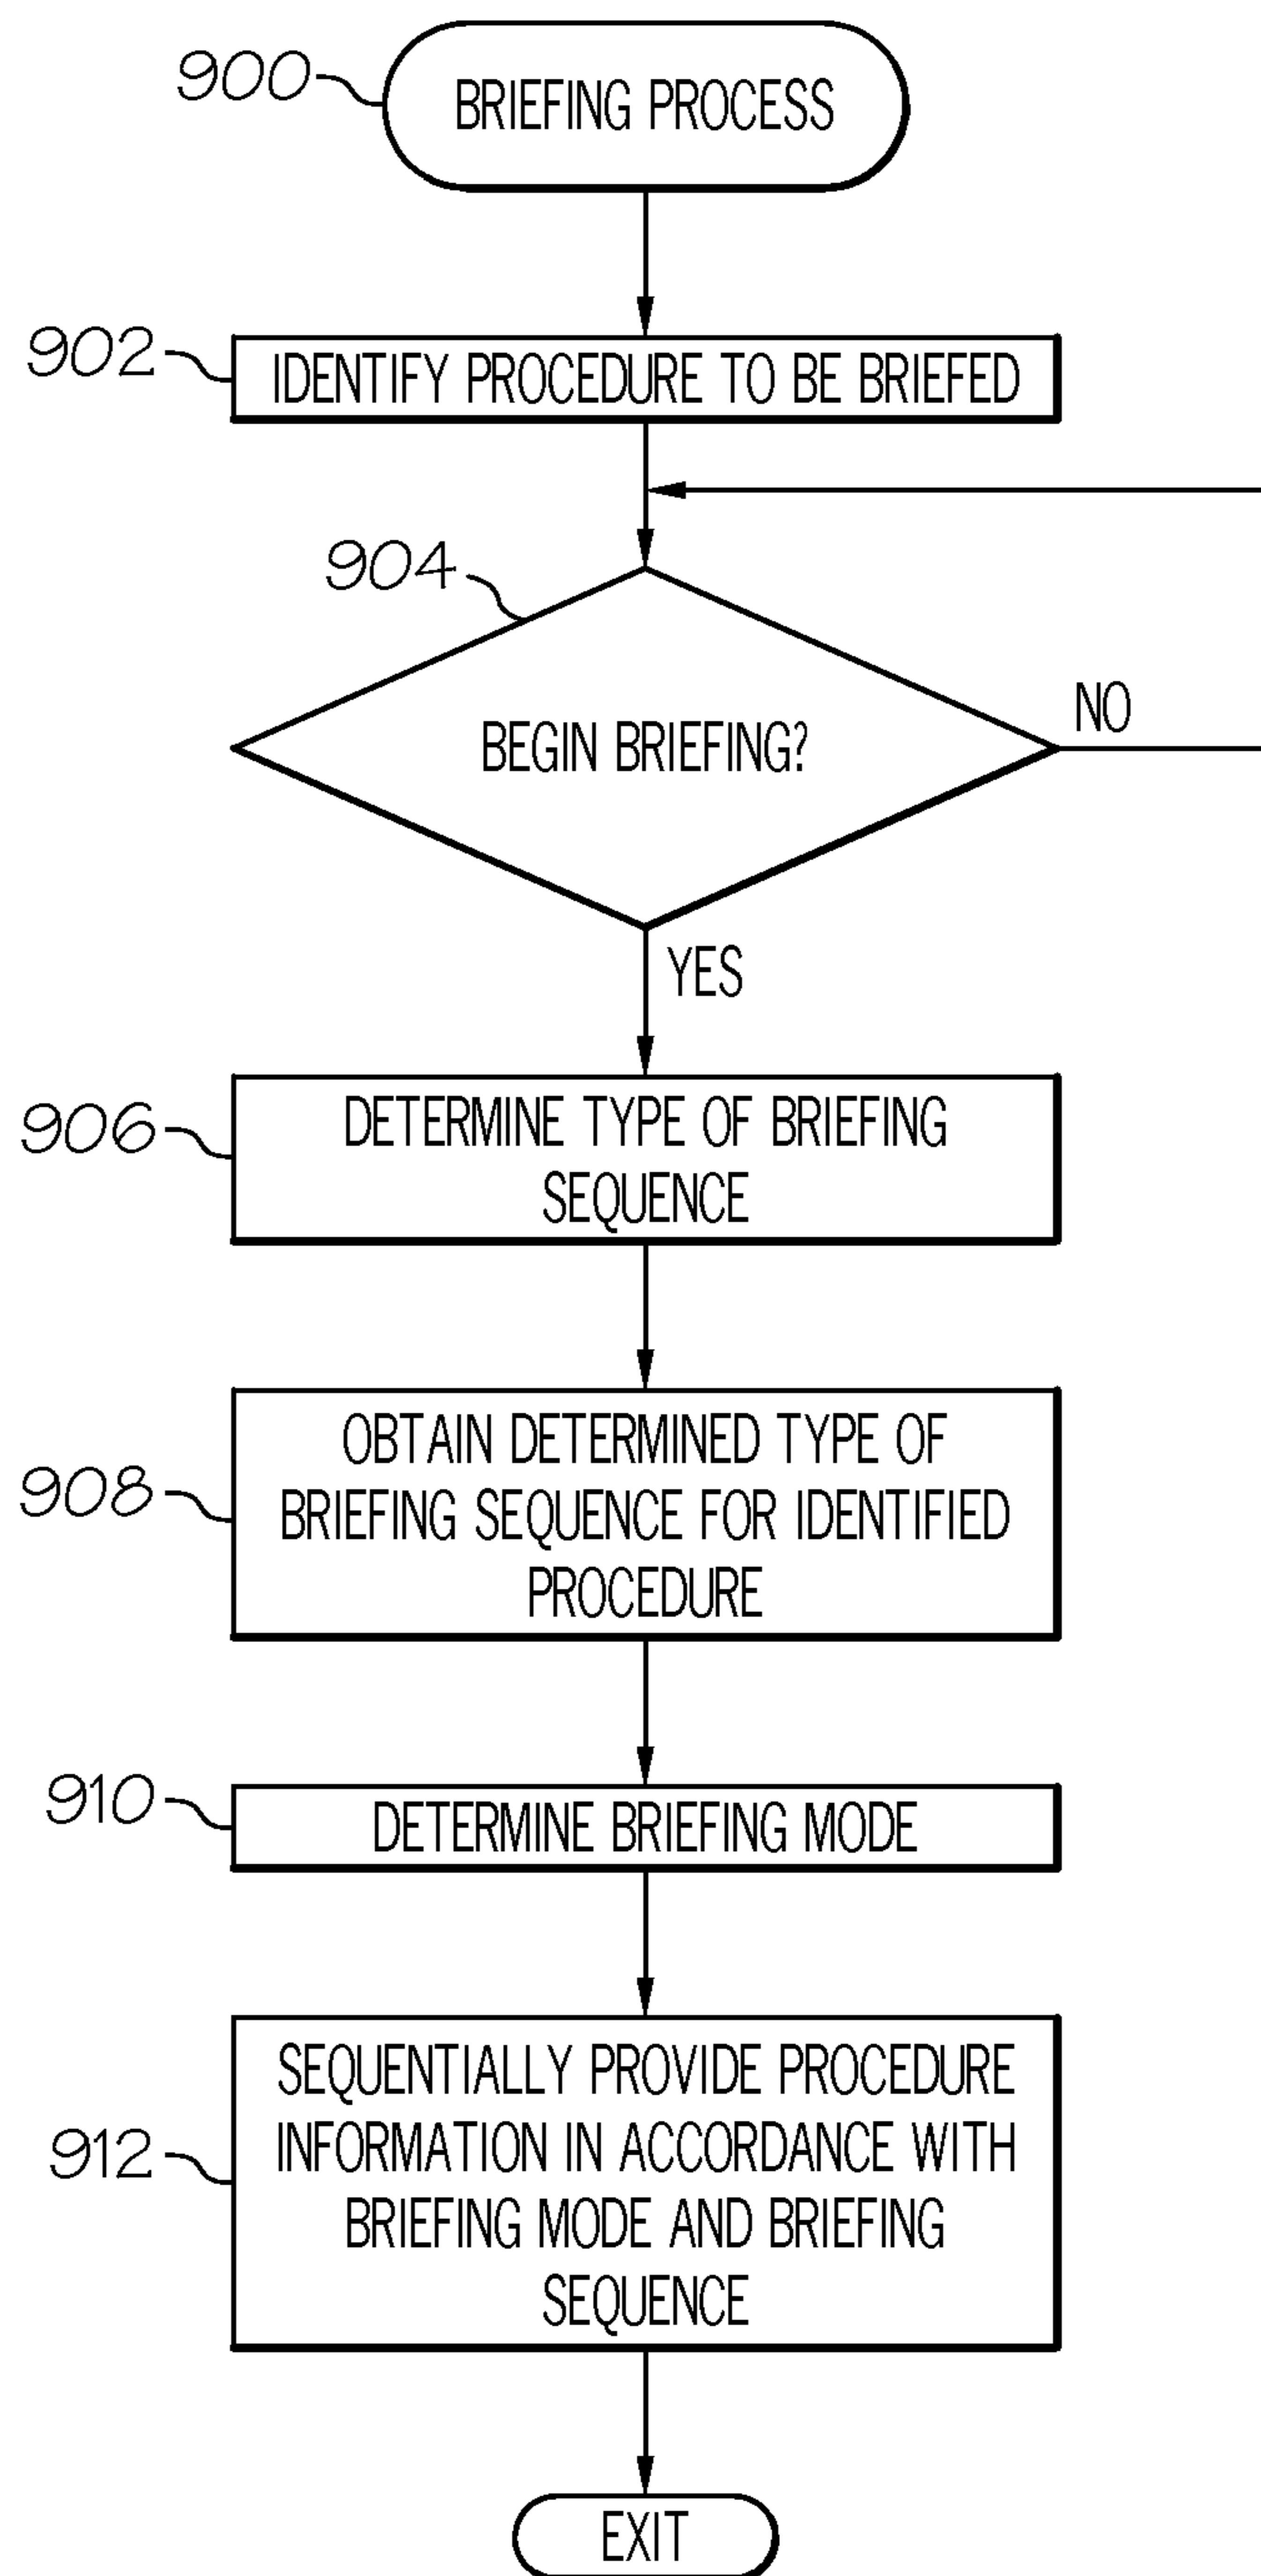 900
BRIEFING PROCESS
902
IDENTIFY PROCEDURE TO BE BRIEFED
904
BEGIN BRIEFING?
NO
YES
906
DETERMINE TYPE OF BRIEFING
SEQUENCE
908
OBTAIN DETERMINED TYPE OF
BRIEFING SEQUENCE FOR IDENTIFIED
PROCEDURE
910
DETERMINE BRIEFING MODE
912
SEQUENTIALLY PROVIDE PROCEDURE
INFORMATION IN ACCORDANCE WITH
BRIEFING MODE AND BRIEFING
SEQUENCE
EXIT